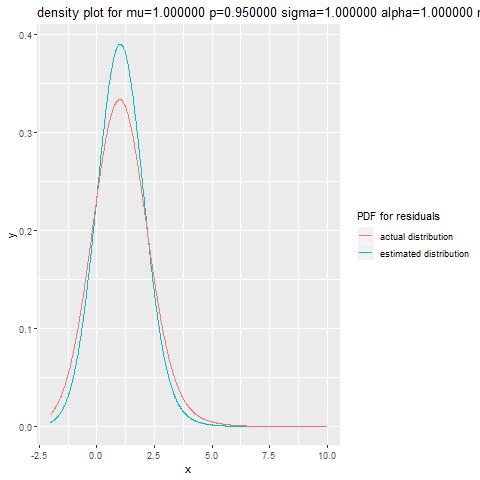 density plot for mu=1.000000 p=0.950000 sigma=1.000000 alpha=1.000000
0.4
0.3
0.2
0.1
0.0
y
-2.5
0.0
2.5
5.0
7.5
10.0
x
PDF for residuals
actual distribution
estimated distribution